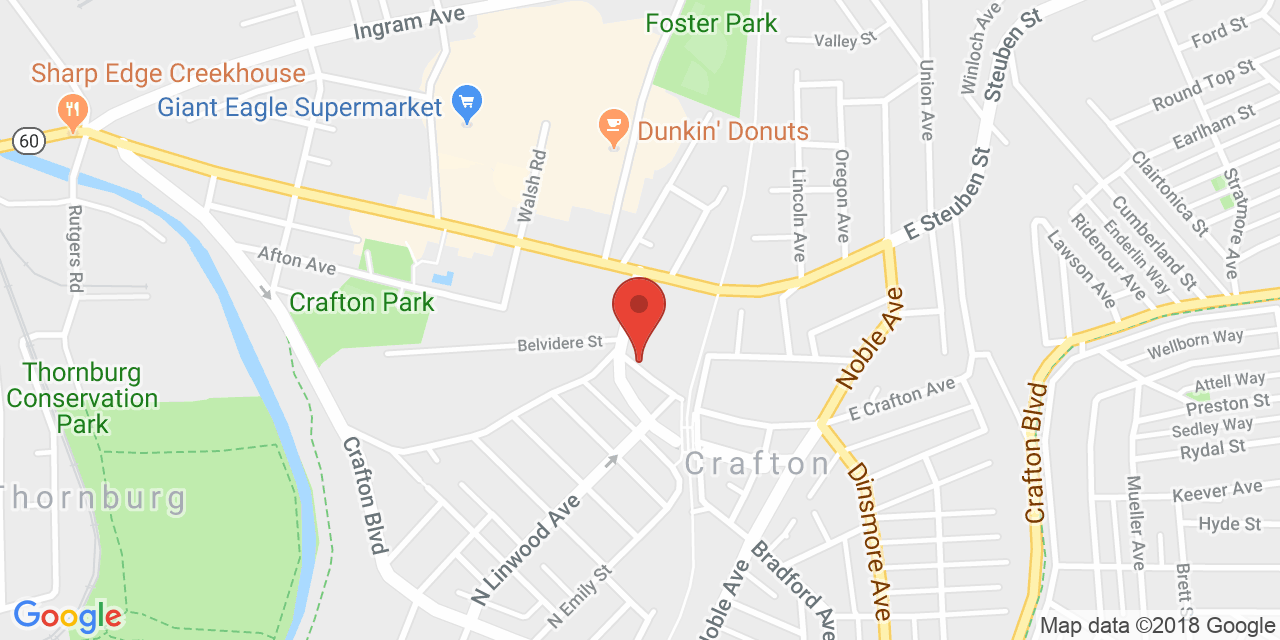 Ingram Ave
Foster Park
Valley St
Winloch Ave
Steuben St
Ford St
Round Top St
Sharp Edge Creekhouse
Giant Eagle Supermarket
Dunkin' Donuts
Union Ave
Earlham St
60
Walsh Rd
Lincoln Ave
Oregon Ave
E Steuben St
Clairtonica St
Stratmore Ave
Rutgers Rd
Afton Ave
Cumberland St
Enderlin Way
Ridenour Ave
Lawson Ave
Crafton Park
Belvidere St
Noble Ave
Wellborn Way
Thornburg
Conservation
Park
E Crafton Ave
Attell Way
Preston St
Sedley Way
Rydal St
Crafton Blvd
Crafton
Thornburg
Crafton Blvd
N Linwood Ave
Dinsmore Ave
Mueller Ave
Keever Ave
Hyde St
N Emily St
Noble Ave
Bradford Ave
Brett S
Google
Map data ©2018 Google